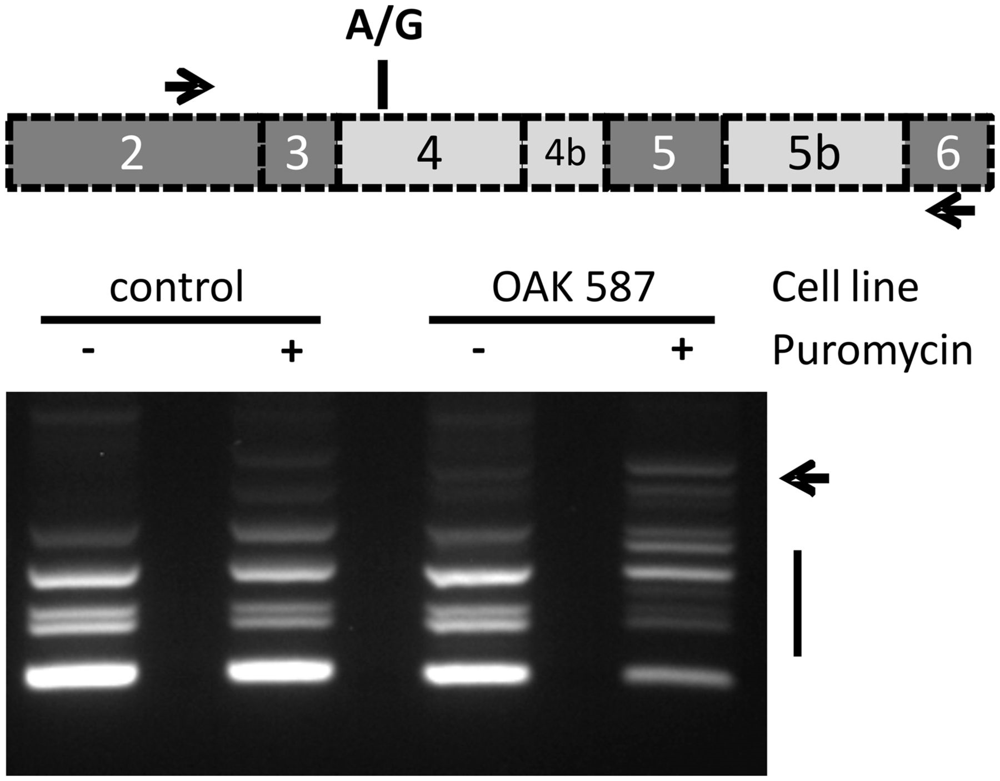 A/G
2 3 4 4b 5 5b 6
control OAK 587 Cell line
- + - + Puromycin